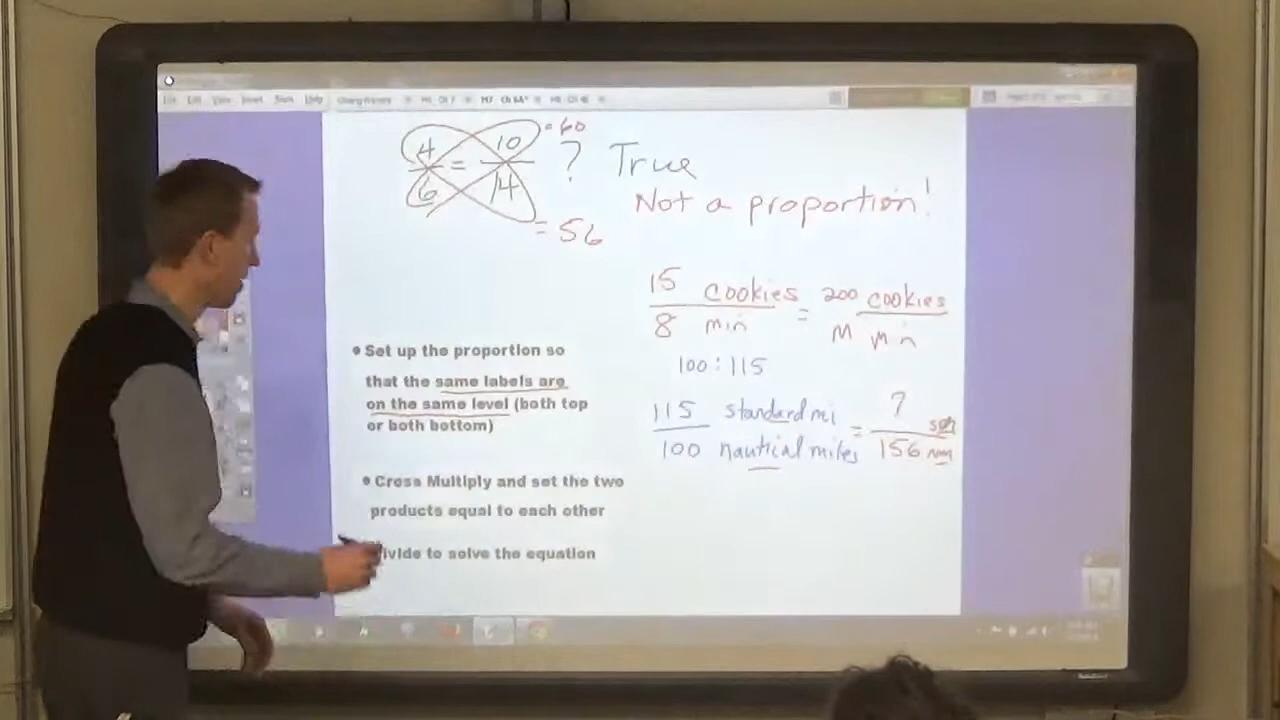 Help
4/6 = 10/14 ? True
= 60
= 56
Not a proportion!
15 cookies / 8 min = 200 cookies / M min
100 : 115
115 standard mi / 100 nautical miles = ? / 156 nm
• Set up the proportion so
that the same labels are
on the same level (both top
or both bottom)
• Cross Multiply and set the two
products equal to each other
to solve the equation